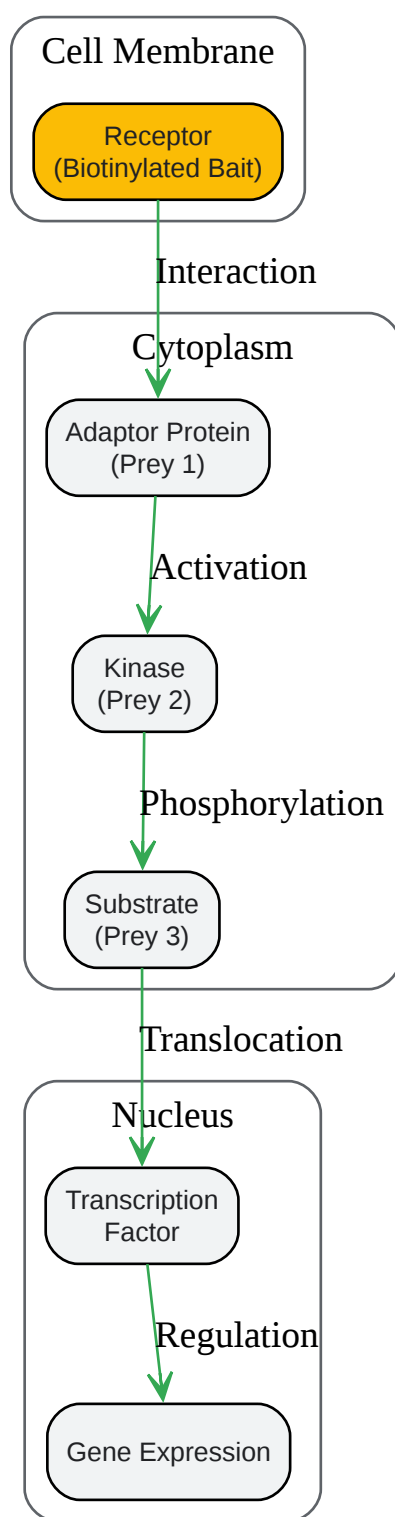 Cell Membrane
Receptor
(Biotinylated Bait)
Interaction
Cytoplasm
Adaptor Protein
(Prey 1)
Activation
Kinase
(Prey 2)
Phosphorylation
Substrate
(Prey 3)
Translocation
Nucleus
Transcription
Factor
Regulation
Gene Expression